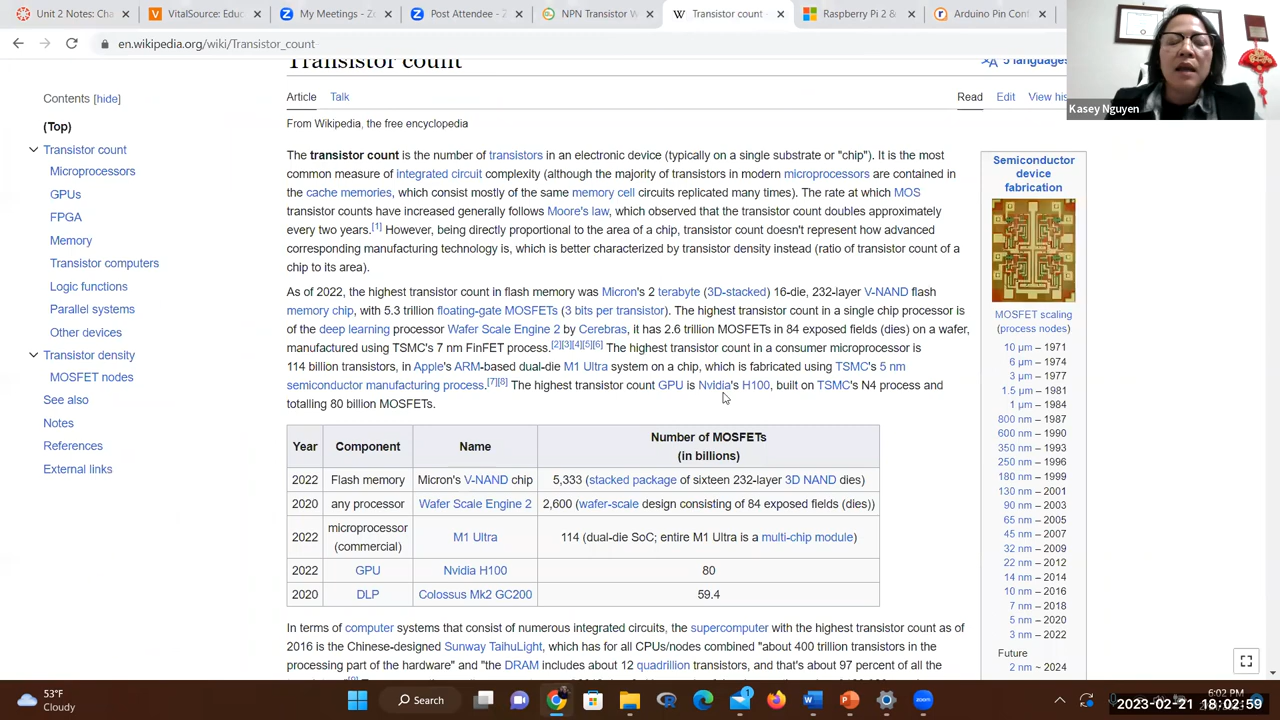 Unit 2 Notes: Chap
VitalSource: Educ
My Meetings - Zo
Post Attendee - Z
NPN Transistor W
Transistor count -
Raspberry Pi 2 &
Arduino Pin Conf
en.wikipedia.org/wiki/Transistor_count
Kasey Nguyen
Transistor count
5 languages
Contents [hide]
(Top)
Transistor count
Microprocessors
GPUs
FPGA
Memory
Transistor computers
Logic functions
Parallel systems
Other devices
Transistor density
MOSFET nodes
See also
Notes
References
External links
Article Talk Read Edit View his
From Wikipedia, the free encyclopedia
The transistor count is the number of transistors in an electronic device (typically on a single substrate or "chip"). It is the most
common measure of integrated circuit complexity (although the majority of transistors in modern microprocessors are contained in
the cache memories, which consist mostly of the same memory cell circuits replicated many times). The rate at which MOS
transistor counts have increased generally follows Moore's law, which observed that the transistor count doubles approximately
every two years.[1] However, being directly proportional to the area of a chip, transistor count doesn't represent how advanced
corresponding manufacturing technology is, which is better characterized by transistor density instead (ratio of transistor count of a
chip to its area).
As of 2022, the highest transistor count in flash memory was Micron's 2 terabyte (3D-stacked) 16-die, 232-layer V-NAND flash
memory chip, with 5.3 trillion floating-gate MOSFETs (3 bits per transistor). The highest transistor count in a single chip processor is
of the deep learning processor Wafer Scale Engine 2 by Cerebras, it has 2.6 trillion MOSFETs in 84 exposed fields (dies) on a wafer,
manufactured using TSMC's 7 nm FinFET process.[2][3][4][5][6] The highest transistor count in a consumer microprocessor is
114 billion transistors, in Apple's ARM-based dual-die M1 Ultra system on a chip, which is fabricated using TSMC's 5 nm
semiconductor manufacturing process.[7][8] The highest transistor count GPU is Nvidia's H100, built on TSMC's N4 process and
totalling 80 billion MOSFETs.
Year Component Name Number of MOSFETs
(in billions)
2022 Flash memory Micron's V-NAND chip 5,333 (stacked package of sixteen 232-layer 3D NAND dies)
2020 any processor Wafer Scale Engine 2 2,600 (wafer-scale design consisting of 84 exposed fields (dies))
2022 microprocessor
(commercial) M1 Ultra 114 (dual-die SoC; entire M1 Ultra is a multi-chip module)
2022 GPU Nvidia H100 80
2020 DLP Colossus Mk2 GC200 59.4
In terms of computer systems that consist of numerous integrated circuits, the supercomputer with the highest transistor count as of
2016 is the Chinese-designed Sunway TaihuLight, which has for all CPUs/nodes combined "about 400 trillion transistors in the
processing part of the hardware" and "the DRAM includes about 12 quadrillion transistors, and that's about 97 percent of all the
Semiconductor
device
fabrication
MOSFET scaling
(process nodes)
10 µm – 1971
6 µm – 1974
3 µm – 1977
1.5 µm – 1981
1 µm – 1984
800 nm – 1987
600 nm – 1990
350 nm – 1993
250 nm – 1996
180 nm – 1999
130 nm – 2001
90 nm – 2003
65 nm – 2005
45 nm – 2007
32 nm – 2009
22 nm – 2012
14 nm – 2014
10 nm – 2016
7 nm – 2018
5 nm – 2020
3 nm – 2022
Future
2 nm ~ 2024
53°F
Cloudy
Search
1
6:02 PM
2023-02-21 18:02:59